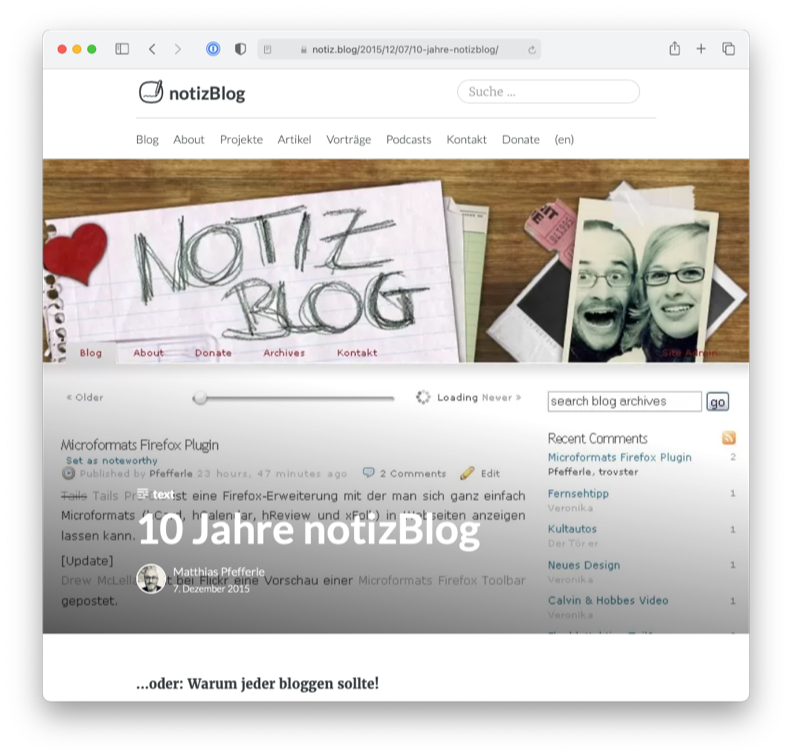 notiz.blog/2015/12/07/10-jahre-notizblog/
notizBlog
Suche ...
Blog About Projekte Artikel Vorträge Podcasts Kontakt Donate (en)
NOTIZ
BLOG
Blog About Donate Archives Kontakt
Site Admin
« Older
Loading Never »
search blog archives go
Microformats Firefox Plugin
Set as noteworthy
Published by Pfefferle 23 hours, 47 minutes ago 2 Comments Edit
Tails Tails ist eine Firefox-Erweiterung mit der man sich ganz einfach
Microformats (hCard, hCalendar, hReview und xFolk) in Webseiten anzeigen
lassen kann.
[Update]
Drew bei Flickr eine Vorschau einer Microformats Firefox Toolbar
gepostet.
text
10 Jahre notizBlog
Matthias Pfefferle
7. Dezember 2015
Recent Comments
Microformats Firefox Plugin 2
Pfefferle, trovster
Fernsehtipp 1
Veronika
Kultautos 1
Der Tör er
Neues Design 1
Veronika
Calvin & Hobbes Video 1
Veronika
...oder: Warum jeder bloggen sollte!